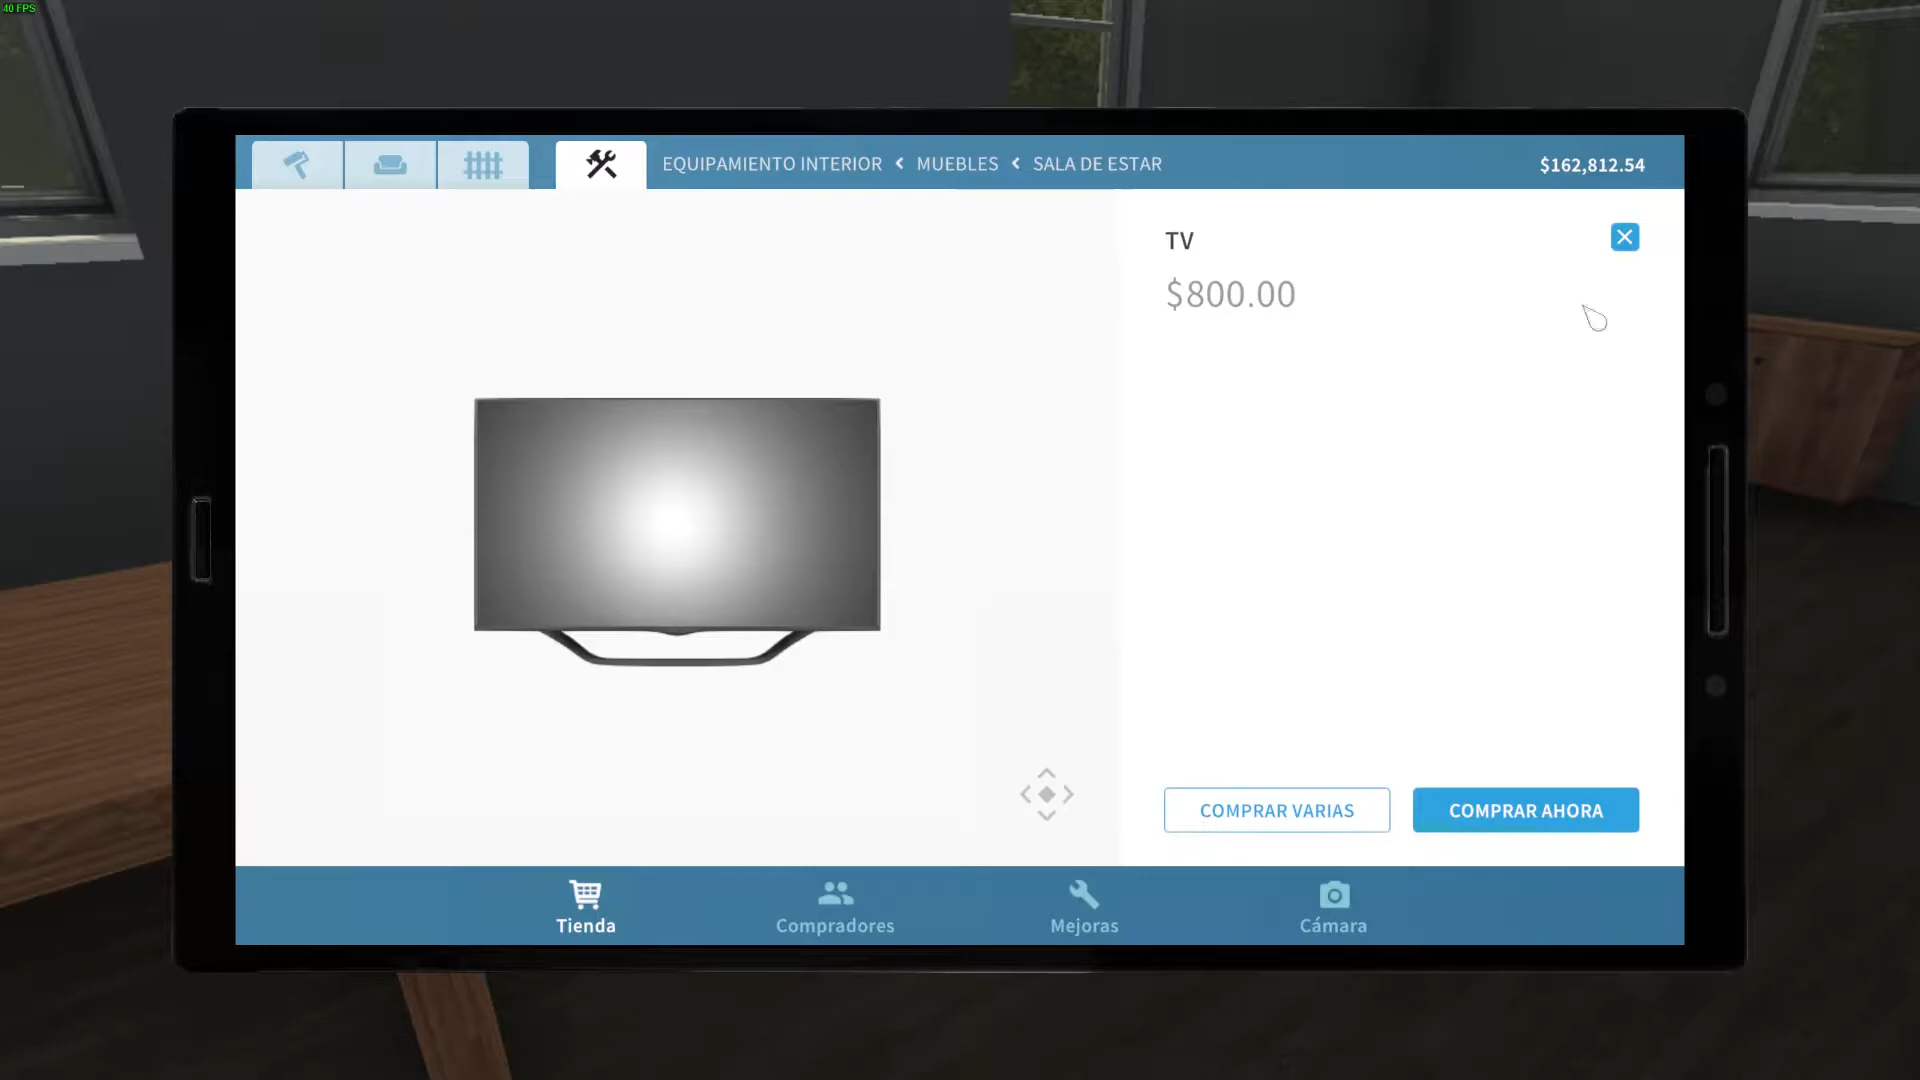 40 FPS
EQUIPAMIENTO INTERIOR < MUEBLES < SALA DE ESTAR
$162,812.54
TV
$800.00
COMPRAR VARIAS
COMPRAR AHORA
Tienda
Compradores
Mejoras
Cámara